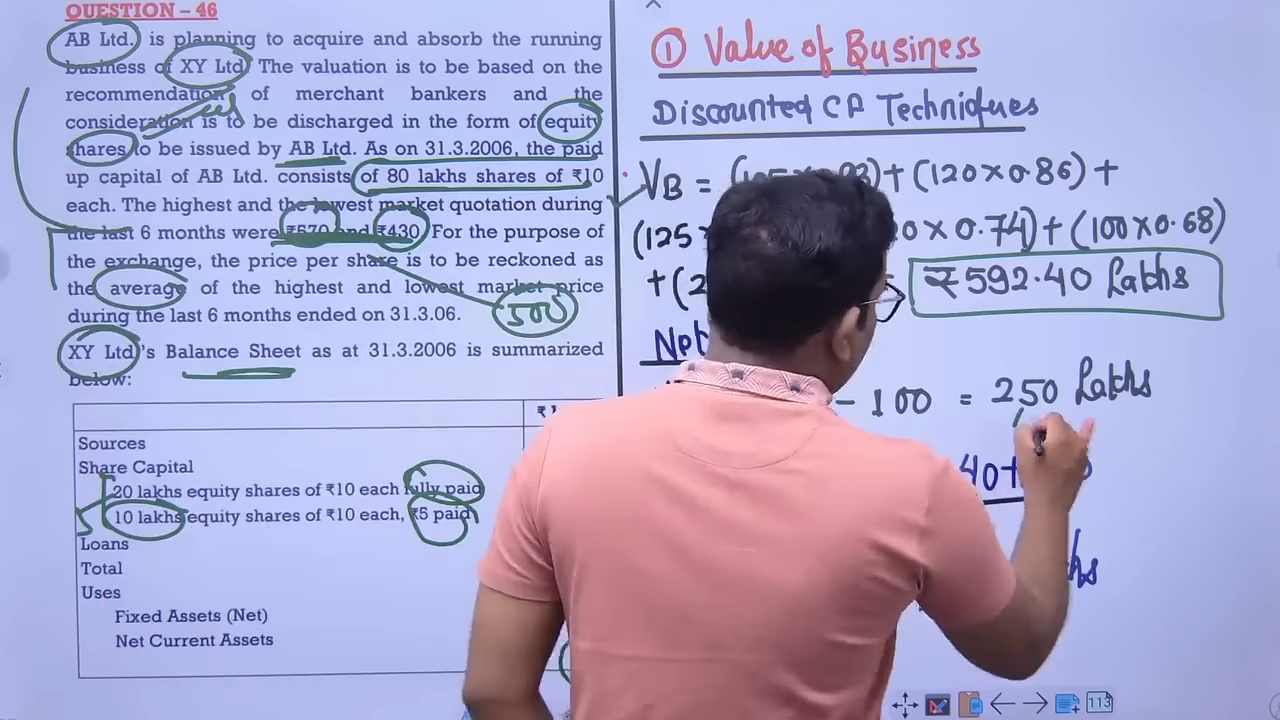 QUESTION – 46
AB Ltd. is planning to acquire and absorb the running
business of XY Ltd. The valuation is to be based on the
recommendation of merchant bankers and the
consideration is to be discharged in the form of equity
shares to be issued by AB Ltd. As on 31.3.2006, the paid
up capital of AB Ltd. consists of 80 lakhs shares of ₹10
each. The highest and the lowest market quotation during
the last 6 months were ₹570 and ₹430. For the purpose of
the exchange, the price per share is to be reckoned as
the average of the highest and lowest market price
during the last 6 months ended on 31.3.06.
500
XY Ltd.'s Balance Sheet as at 31.3.2006 is summarized
below:
Sources
Share Capital
20 lakhs equity shares of ₹10 each fully paid
10 lakhs equity shares of ₹10 each, ₹5 paid
Loans
Total
Uses
Fixed Assets (Net)
Net Current Assets
① Value of Business
Discounted CF Techniques
VB = + (120×0.86) +
(125 × 0.74) + (100×0.68)
+ (2 ₹592.40 Lakhs
Net
- 100 = 250 Lakhs
40+
113